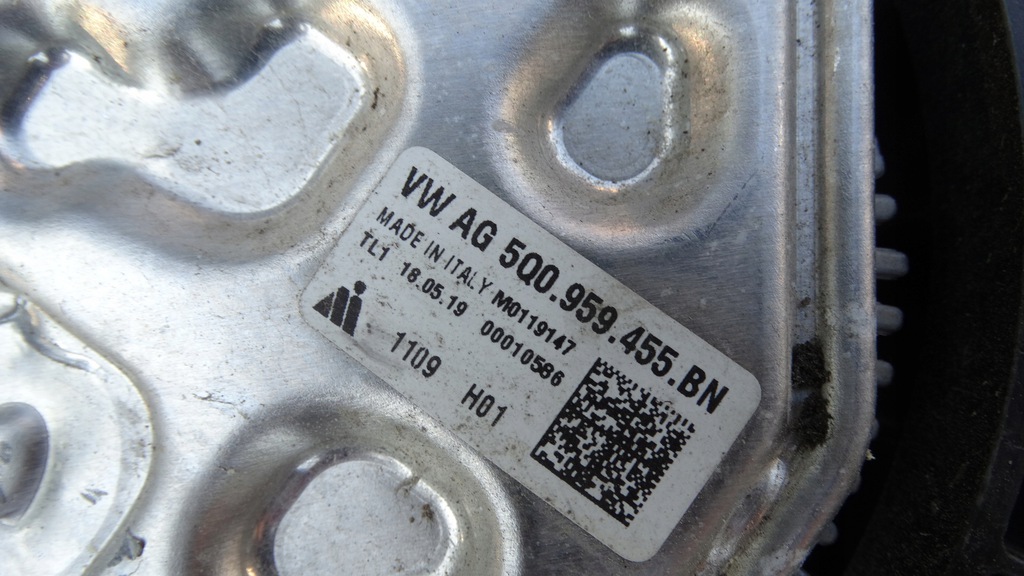 VW AG 5Q0.959.455.BN
MADE IN ITALY M0119147
TL1 18.05.19 00010586
1109 H01